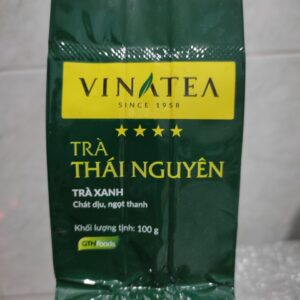 VINATEA
SINCE 1958
TRÀ
THÁI NGUYÊN
TRÀ XANH
Chát dịu, ngọt thanh
Khối lượng tịnh: 100 g
GTNfoods